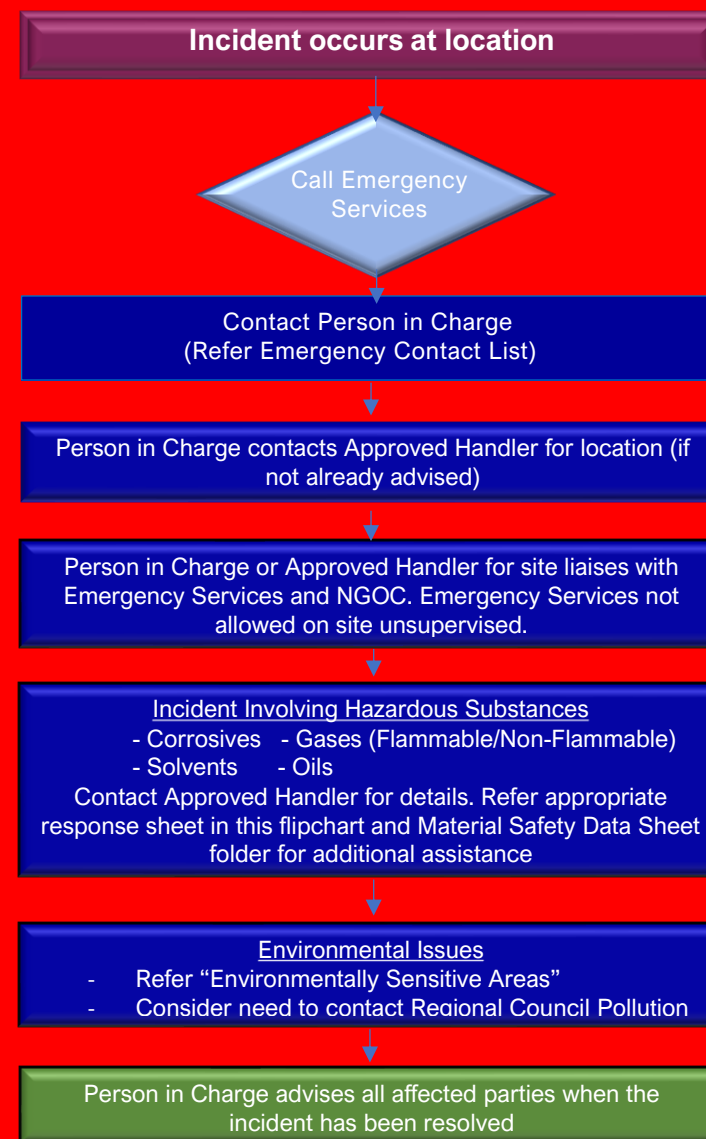 Incident occurs at location
Call Emergency
Services
Contact Person in Charge
(Refer Emergency Contact List)
Person in Charge contacts Approved Handler for location (if
not already advised)
Person in Charge or Approved Handler for site liaises with
Emergency Services and NGOC. Emergency Services not
allowed on site unsupervised.
Incident Involving Hazardous Substances
- Corrosives - Gases (Flammable/Non-Flammable)
- Solvents - Oils
Contact Approved Handler for details. Refer appropriate
response sheet in this flipchart and Material Safety Data Sheet
folder for additional assistance
Environmental Issues
- Refer “Environmentally Sensitive Areas”
- Consider need to contact Regional Council Pollution
Person in Charge advises all affected parties when the
incident has been resolved